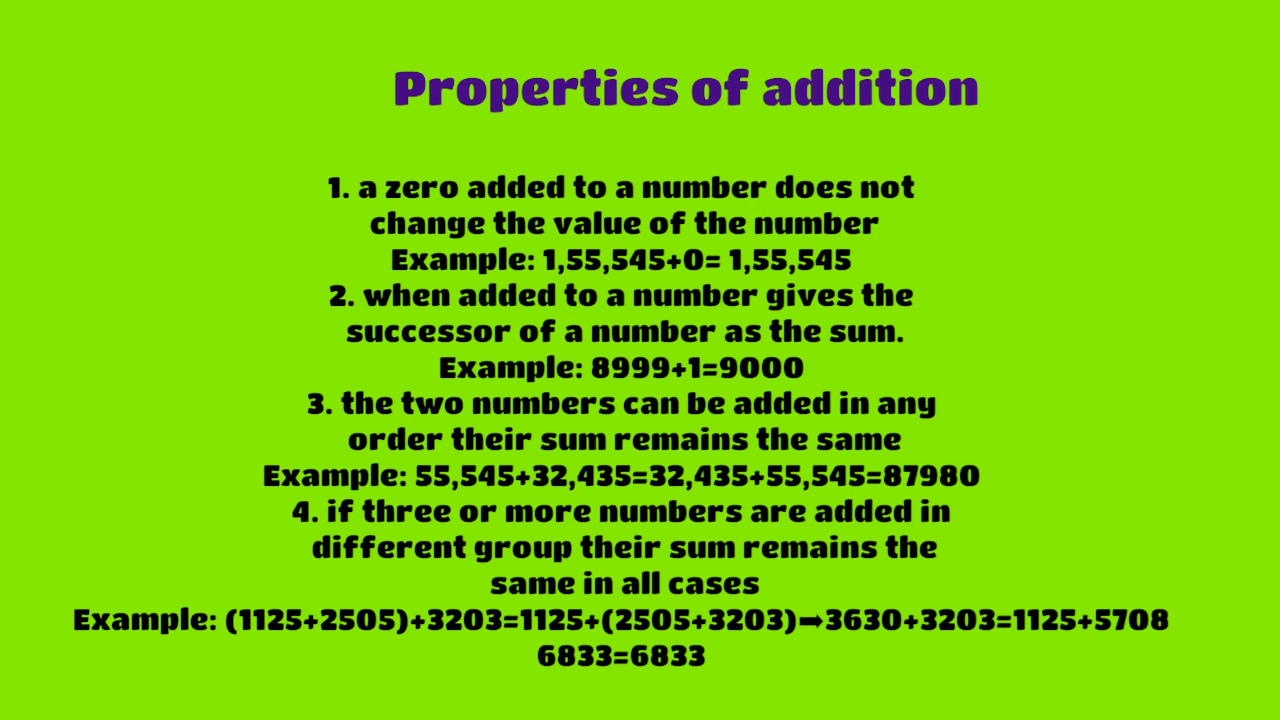 Properties of addition
1. a zero added to a number does not
change the value of the number
Example: 1,55,545+0= 1,55,545
2. when added to a number gives the
successor of a number as the sum.
Example: 8999+1=9000
3. the two numbers can be added in any
order their sum remains the same
Example: 55,545+32,435=32,435+55,545=87980
4. if three or more numbers are added in
different group their sum remains the
same in all cases
Example: (1125+2505)+3203=1125+(2505+3203)➡3630+3203=1125+5708
6833=6833